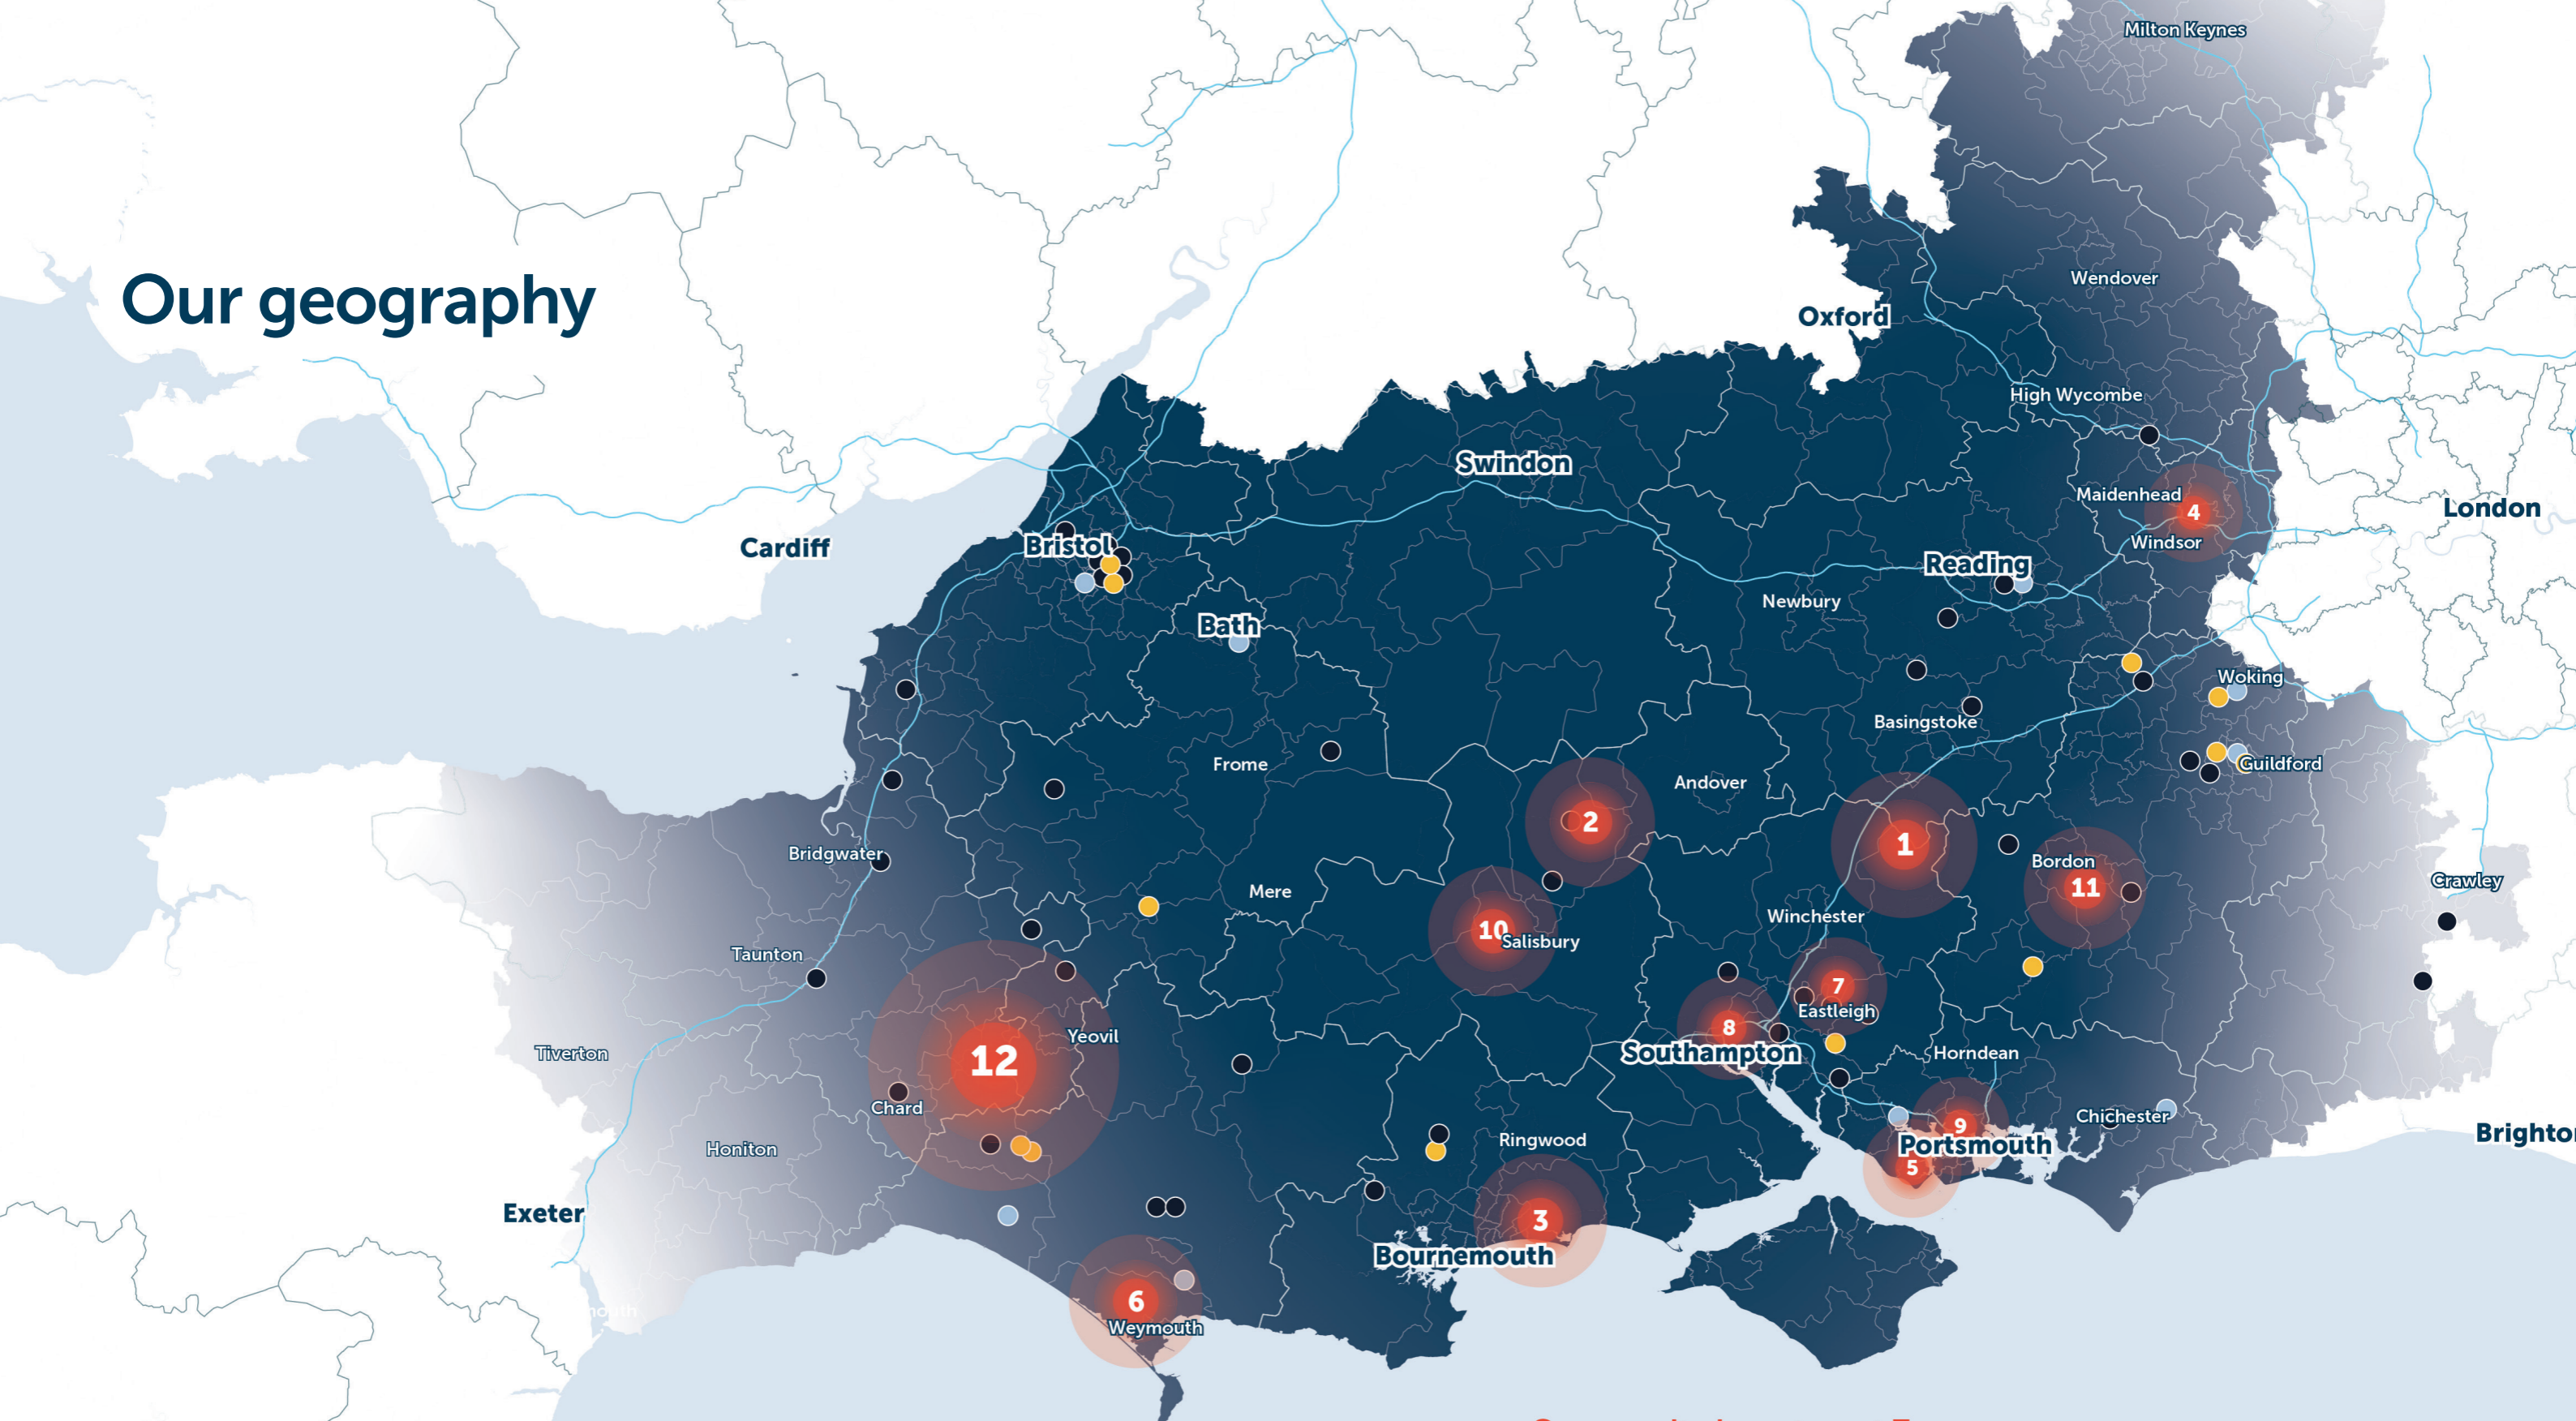 Milton Keynes
Our geography
Wendover
Oxford
High Wycombe
Swindon
Maidenhead
London
4
Cardiff
Bristol
Windsor
Reading
Newbury
Bath
Woking
Basingstoke
Frome
Guildford
Andover
2
1
Bridgwater
Bordon
Crawley
11
Mere
Winchester
10
Salisbury
Taunton
7
Eastleigh
8
Yeovil
Tiverton
12
Southampton
Horndean
Chard
Chichester
9
Brighto
Ringwood
Portsmouth
Honiton
5
Exeter
3
Bournemouth
6
outh
Weymouth